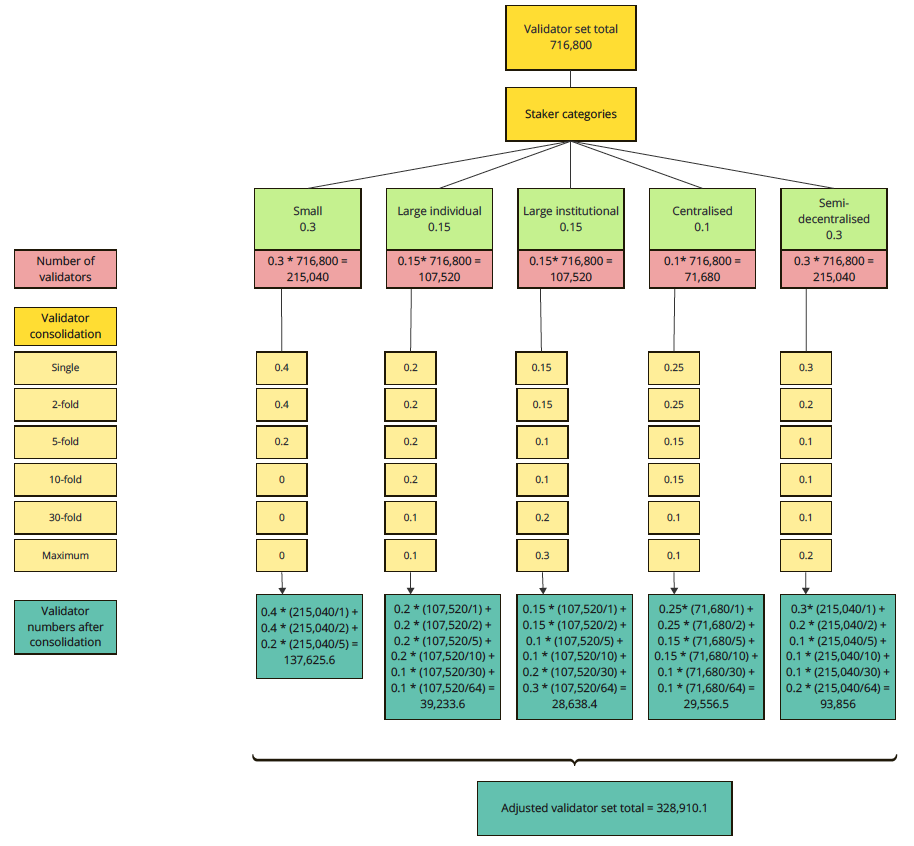 Validator set total
716,800
Staker categories
Small
0.3
Large individual
0.15
Large institutional
0.15
Centralised
0.1
Semi-
decentralised
0.3
Number of
validators
0.3 * 716,800 =
215,040
0.15* 716,800 =
107,520
0.15* 716,800 =
107,520
0.1* 716,800 =
71,680
0.3 * 716,800 =
215,040
Validator
consolidation
Single
0.4
0.2
0.15
0.25
0.3
2-fold
0.4
0.2
0.15
0.25
0.2
5-fold
0.2
0.2
0.1
0.15
0.1
10-fold
0
0.2
0.1
0.15
0.1
30-fold
0
0.1
0.2
0.1
0.1
Maximum
0
0.1
0.3
0.1
0.2
Validator
numbers after
consolidation
0.4 * (215,040/1) +
0.4 * (215,040/2) +
0.2 * (215,040/5) =
137,625.6
0.2 * (107,520/1) +
0.2 * (107,520/2) +
0.2 * (107,520/5) +
0.2 * (107,520/10) +
0.1 * (107,520/30) +
0.1 * (107,520/64) =
39,233.6
0.15 * (107,520/1) +
0.15 * (107,520/2) +
0.1 * (107,520/5) +
0.1 * (107,520/10) +
0.2 * (107,520/30) +
0.3 * (107,520/64) =
28,638.4
0.25* (71,680/1) +
0.25 * (71,680/2) +
0.15 * (71,680/5) +
0.15 * (71,680/10) +
0.1 * (71,680/30) +
0.1 * (71,680/64) =
29,556.5
0.3* (215,040/1) +
0.2 * (215,040/2) +
0.1 * (215,040/5) +
0.1 * (215,040/10) +
0.1 * (215,040/30) +
0.2 * (215,040/64) =
93,856
Adjusted validator set total = 328,910.1